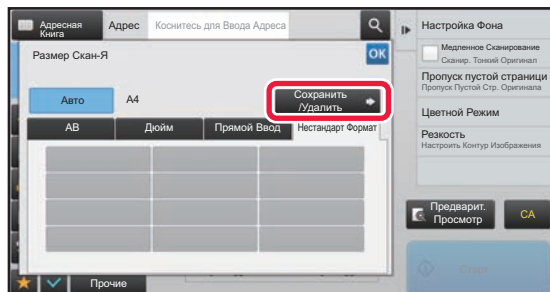 Адресная
Книга
Адрес
Коснитесь для Ввода Адреса
Размер Скан-Я
OK
Авто
A4
Сохранить
/Удалить
AB
Дюйм
Прямой Ввод
Нестандарт Формат
Прочие
Настройка Фона
Медленное Сканирование
Сканир. Тонкий Оригинал
Пропуск пустой страници
Пропуск Пустой Стр. Оригинала
Цветной Режим
Резкость
Настроить Контур Изображения
Предварит.
Просмотр
CA